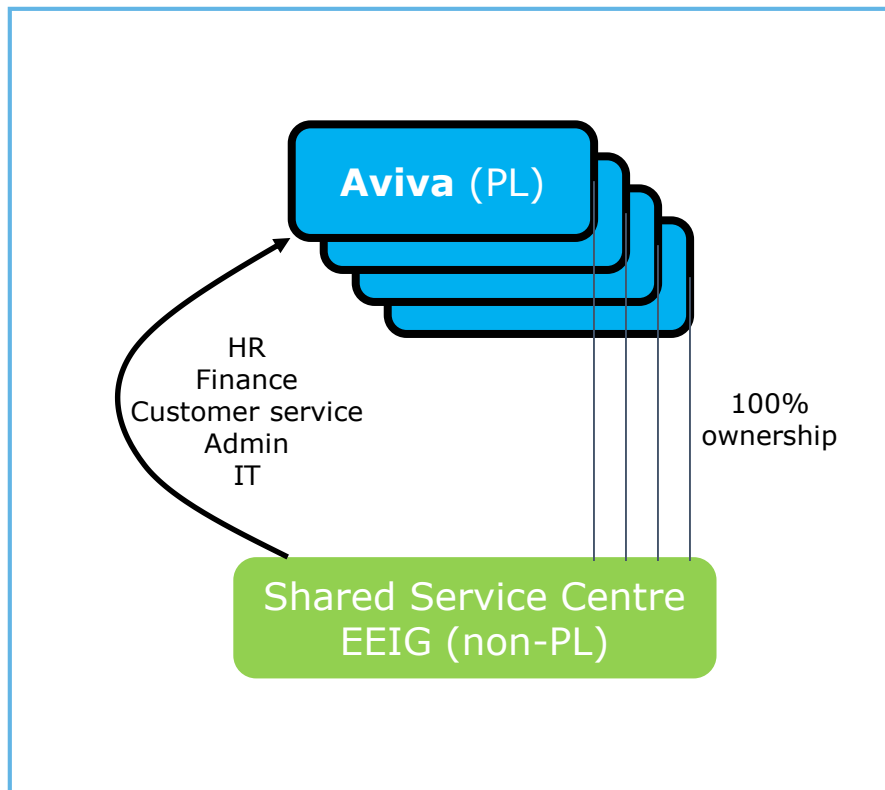 Aviva (PL)
HR
Finance
Customer service
Admin
IT
100%
ownership
Shared Service Centre
EEIG (non-PL)